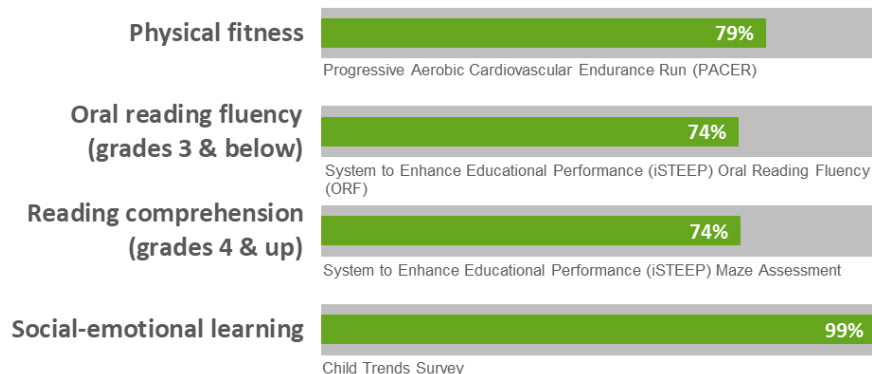 Physical fitness
79%
Progressive Aerobic Cardiovascular Endurance Run (PACER)
Oral reading fluency
(grades 3 & below)
74%
System to Enhance Educational Performance (iSTEEP) Oral Reading Fluency
(ORF)
Reading comprehension
(grades 4 & up)
74%
System to Enhance Educational Performance (iSTEEP) Maze Assessment
Social-emotional learning
99%
Child Trends Survey